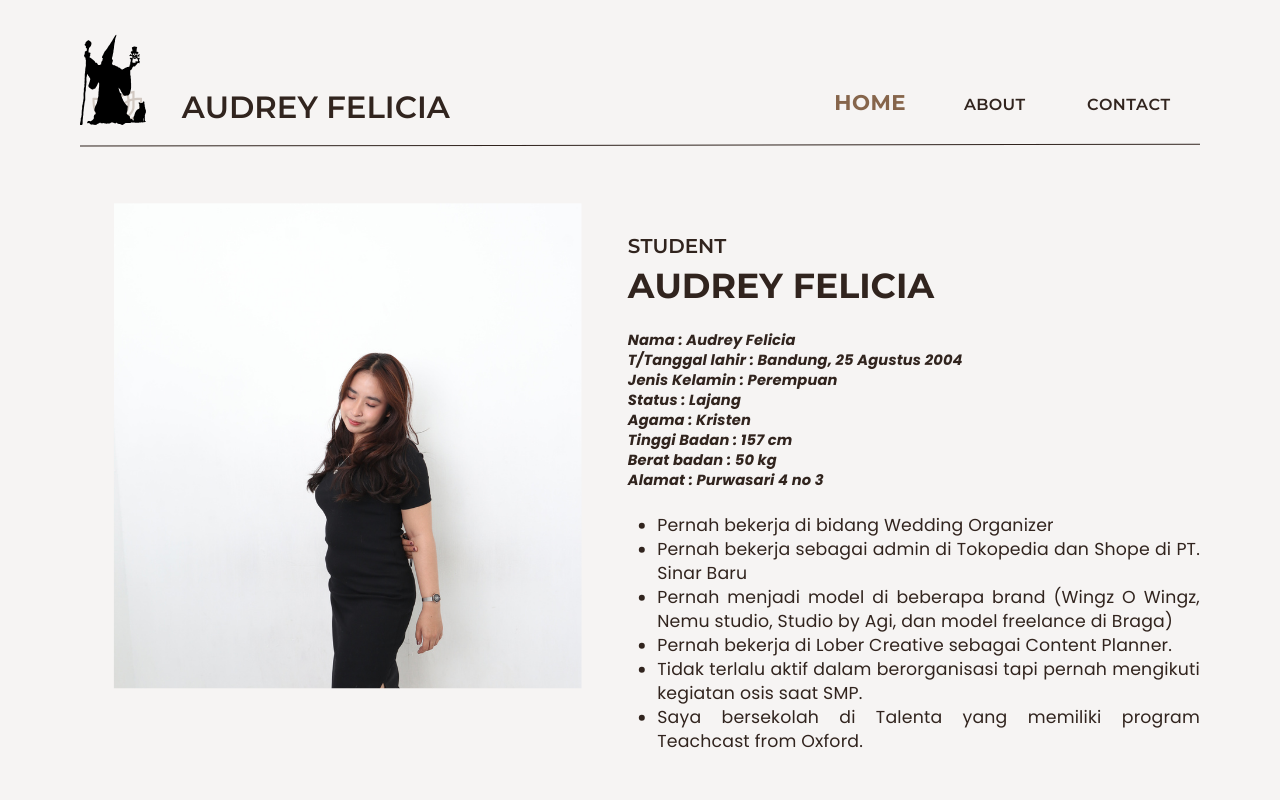 AUDREY FELICIA
HOME
ABOUT
CONTACT
STUDENT
AUDREY FELICIA
Nama : Audrey Felicia
T/Tanggal lahir : Bandung, 25 Agustus 2004
Jenis Kelamin : Perempuan
Status : Lajang
Agama : Kristen
Tinggi Badan : 157 cm
Berat badan : 50 kg
Alamat : Purwasari 4 no 3
• Pernah bekerja di bidang Wedding Organizer
• Pernah bekerja sebagai admin di Tokopedia dan Shope di PT.
Sinar Baru
• Pernah menjadi model di beberapa brand (Wingz O Wingz,
Nemu studio, Studio by Agi, dan model freelance di Braga)
• Pernah bekerja di Lober Creative sebagai Content Planner.
• Tidak terlalu aktif dalam berorganisasi tapi pernah mengikuti
kegiatan osis saat SMP.
• Saya bersekolah di Talenta yang memiliki program
Teachcast from Oxford.